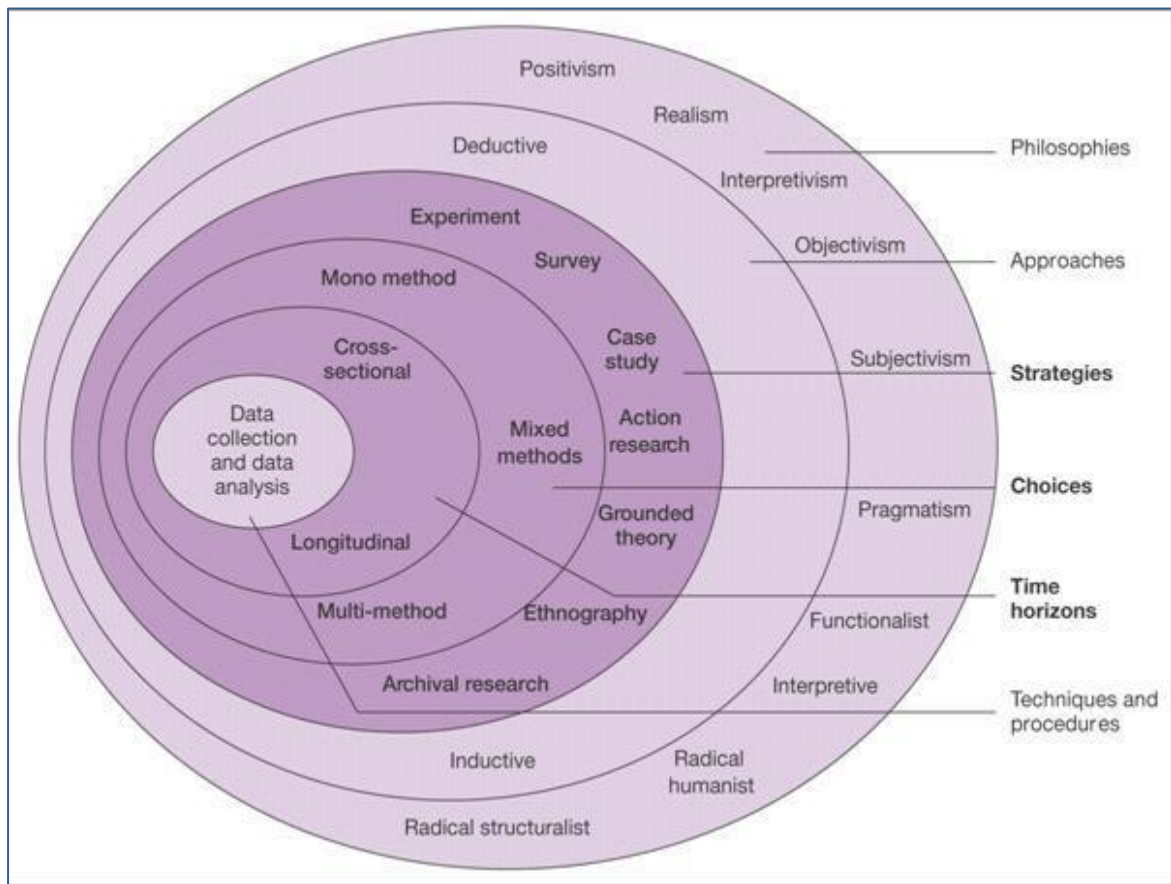 Positivism
Realism
Philosophies
Deductive
Interpretivism
Experiment
Objectivism
Survey
Approaches
Mono method
Case
study
Cross-
sectional
Subjectivism
Strategies
Data
collection
and data
analysis
Mixed
methods
Action
research
Choices
Pragmatism
Grounded
theory
Longitudinal
Time
horizons
Multi-method
Ethnography
Functionalist
Archival research
Interpretive
Techniques and
procedures
Inductive
Radical
humanist
Radical structuralist